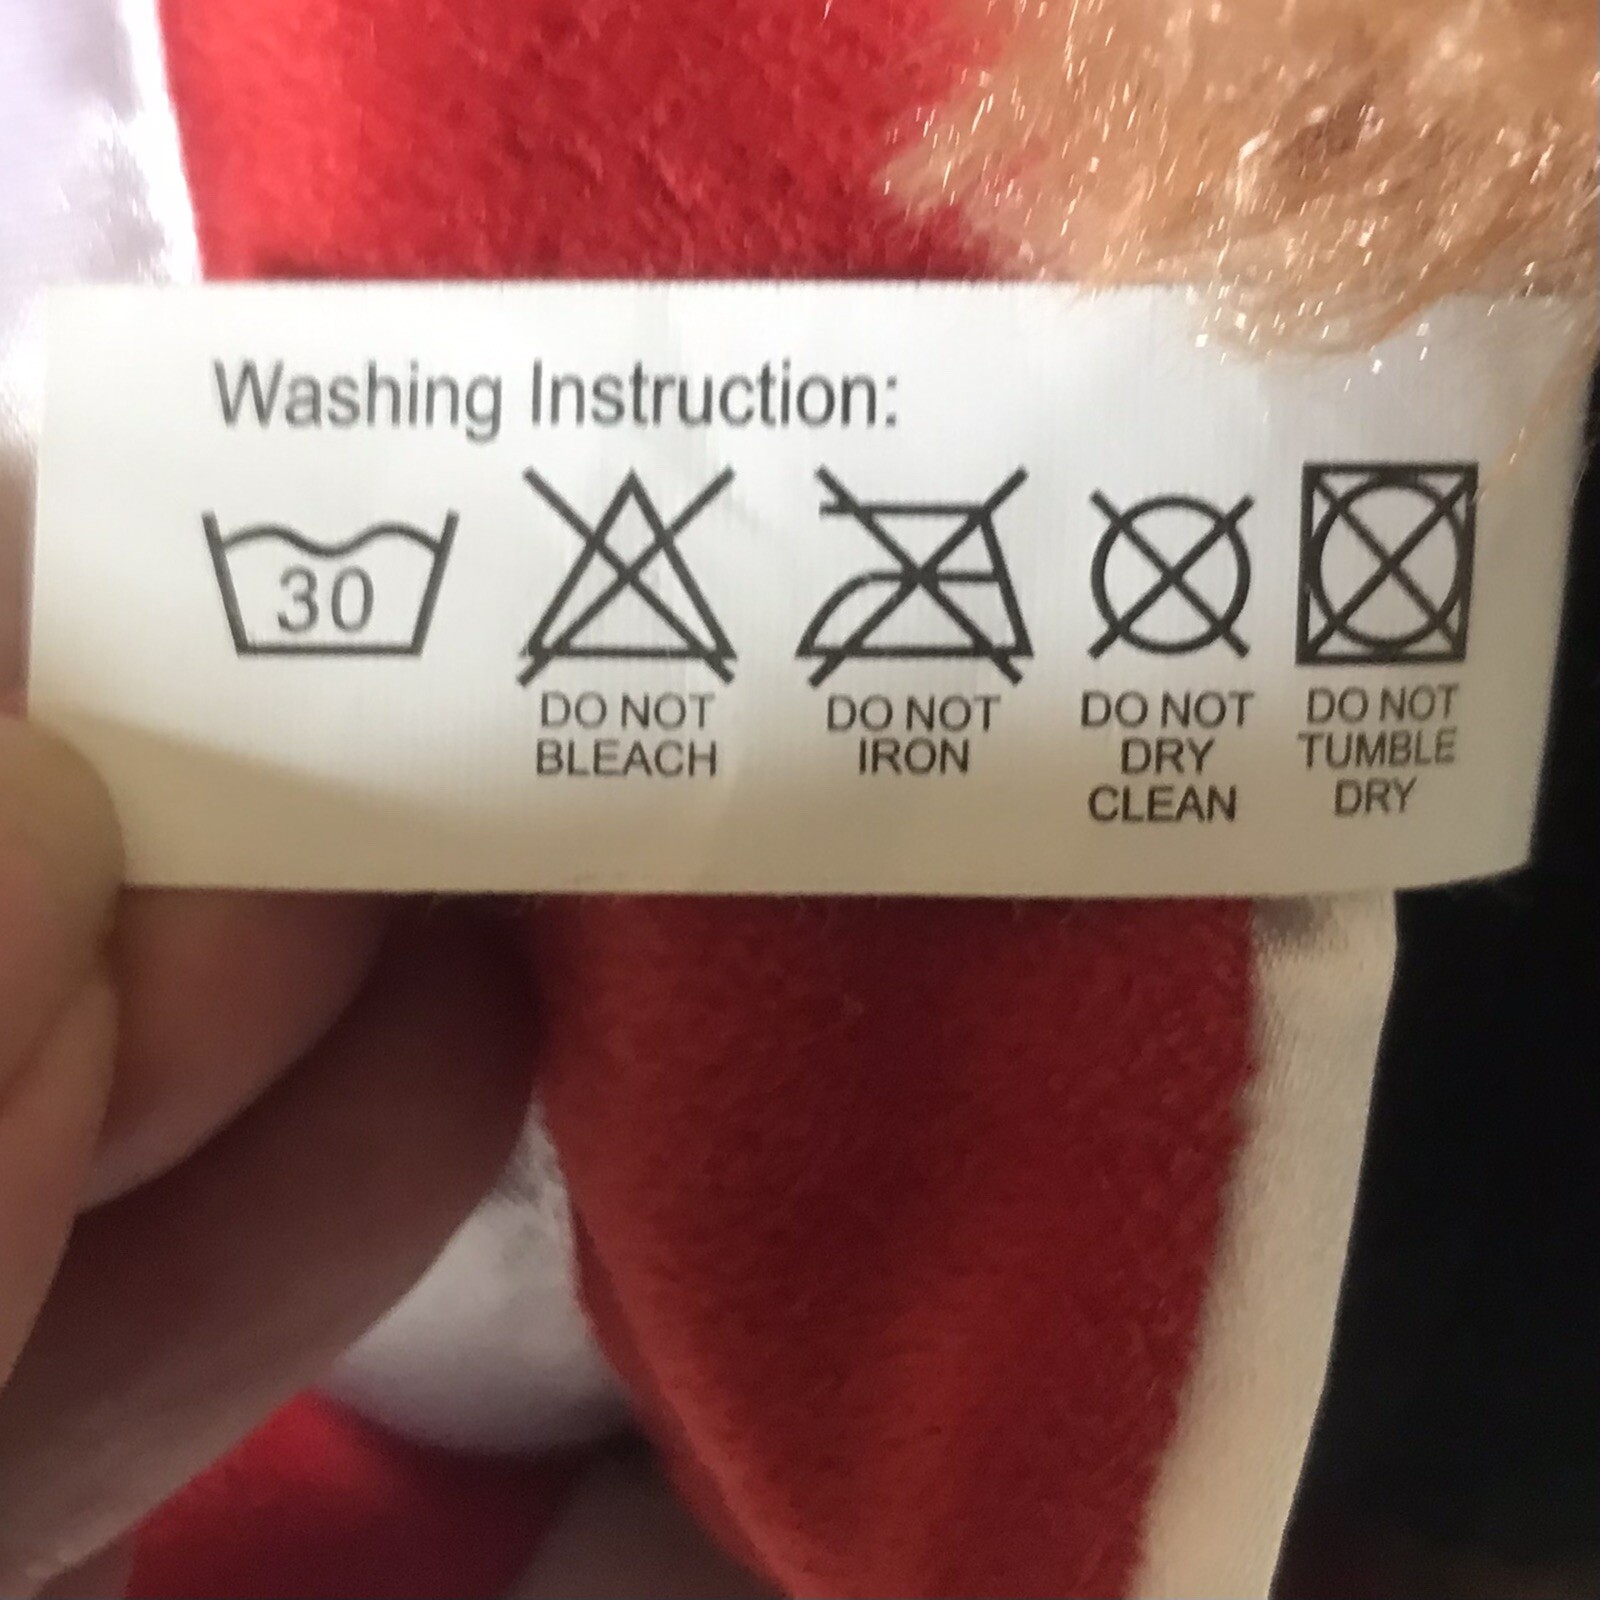 Washing Instruction:
30
DO NOT
BLEACH
DO NOT
IRON
DO NOT
DRY
CLEAN
DO NOT
TUMBLE
DRY